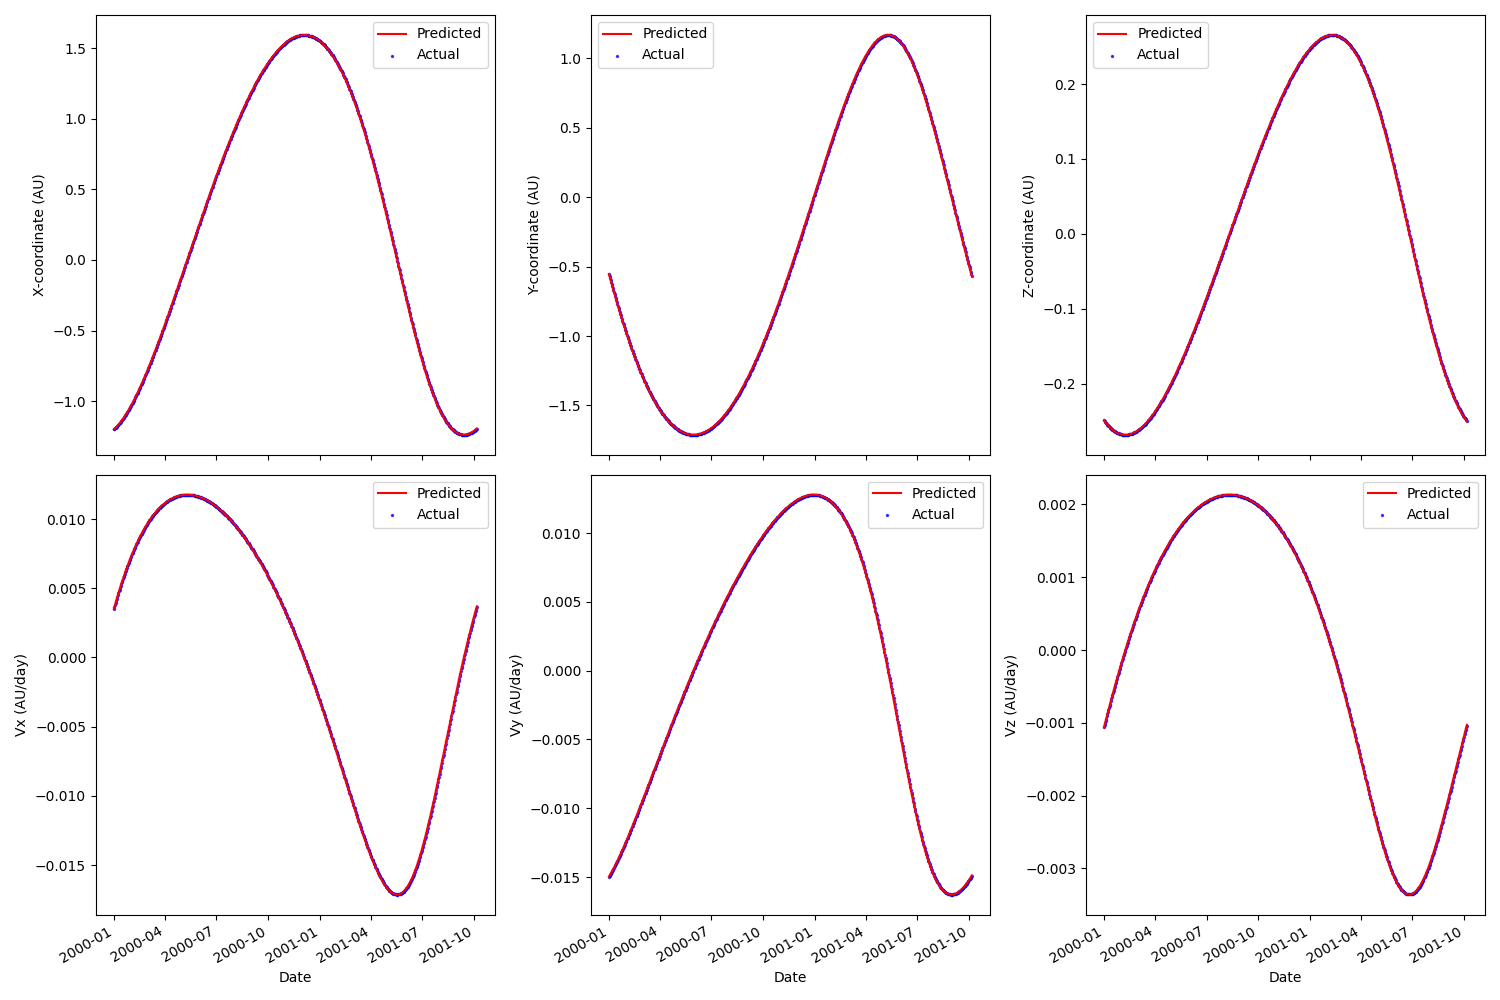 X-coordinate (AU)
1.5
1.0
0.5
0.0
−0.5
−1.0
Predicted
Actual
Y-coordinate (AU)
1.0
0.5
0.0
−0.5
−1.0
−1.5
Predicted
Actual
Z-coordinate (AU)
0.2
0.1
0.0
−0.1
−0.2
Predicted
Actual
Vx (AU/day)
0.010
0.005
0.000
−0.005
−0.010
−0.015
Predicted
Actual
2000-01
2000-04
2000-07
2000-10
2001-01
2001-04
2001-07
2001-10
Date
Vy (AU/day)
0.010
0.005
0.000
−0.005
−0.010
−0.015
Predicted
Actual
2000-01
2000-04
2000-07
2000-10
2001-01
2001-04
2001-07
2001-10
Date
Vz (AU/day)
0.002
0.001
0.000
−0.001
−0.002
−0.003
Predicted
Actual
2000-01
2000-04
2000-07
2000-10
2001-01
2001-04
2001-07
2001-10
Date